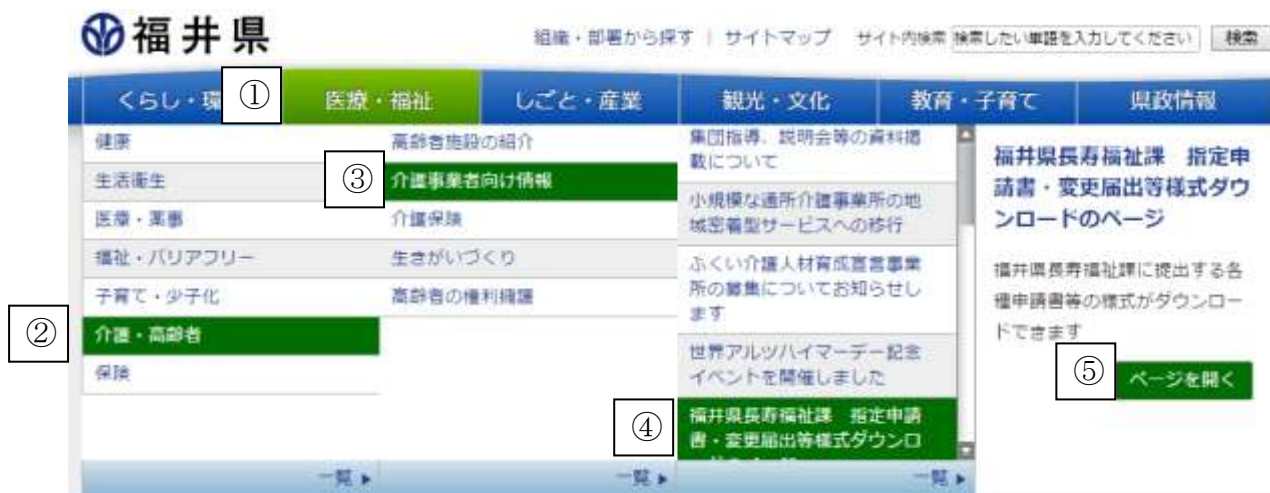 福井県
組織・部署から探す | サイトマップ サイト内検索 検索したい単語を入力してください 検索
くらし・環 ① 医療・福祉 しごと・産業 観光・文化 教育・子育て 県政情報
健康
生活衛生
医療・薬事
福祉・バリアフリー
子育て・少子化
② 介護・高齢者
保険
一覧
高齢者施設の紹介
③ 介護事業者向け情報
介護保険
生きがいづくり
高齢者の権利擁護
一覧
集団指導、説明会等の資料掲
載について
小規模な通所介護事業所の地
域密着型サービスへの移行
ふくい介護人材育成宣言事業
所の募集についてお知らせし
ます
世界アルツハイマーデー記念
イベントを開催しました
④ 福井県長寿福祉課 指定申請
書・変更届出等様式ダウンロ
一覧
福井県長寿福祉課 指定申
請書・変更届出等様式ダウ
ンロードのページ
福井県長寿福祉課に提出する各
種申請書等の様式がダウンロー
ドできます
⑤ ページを開く